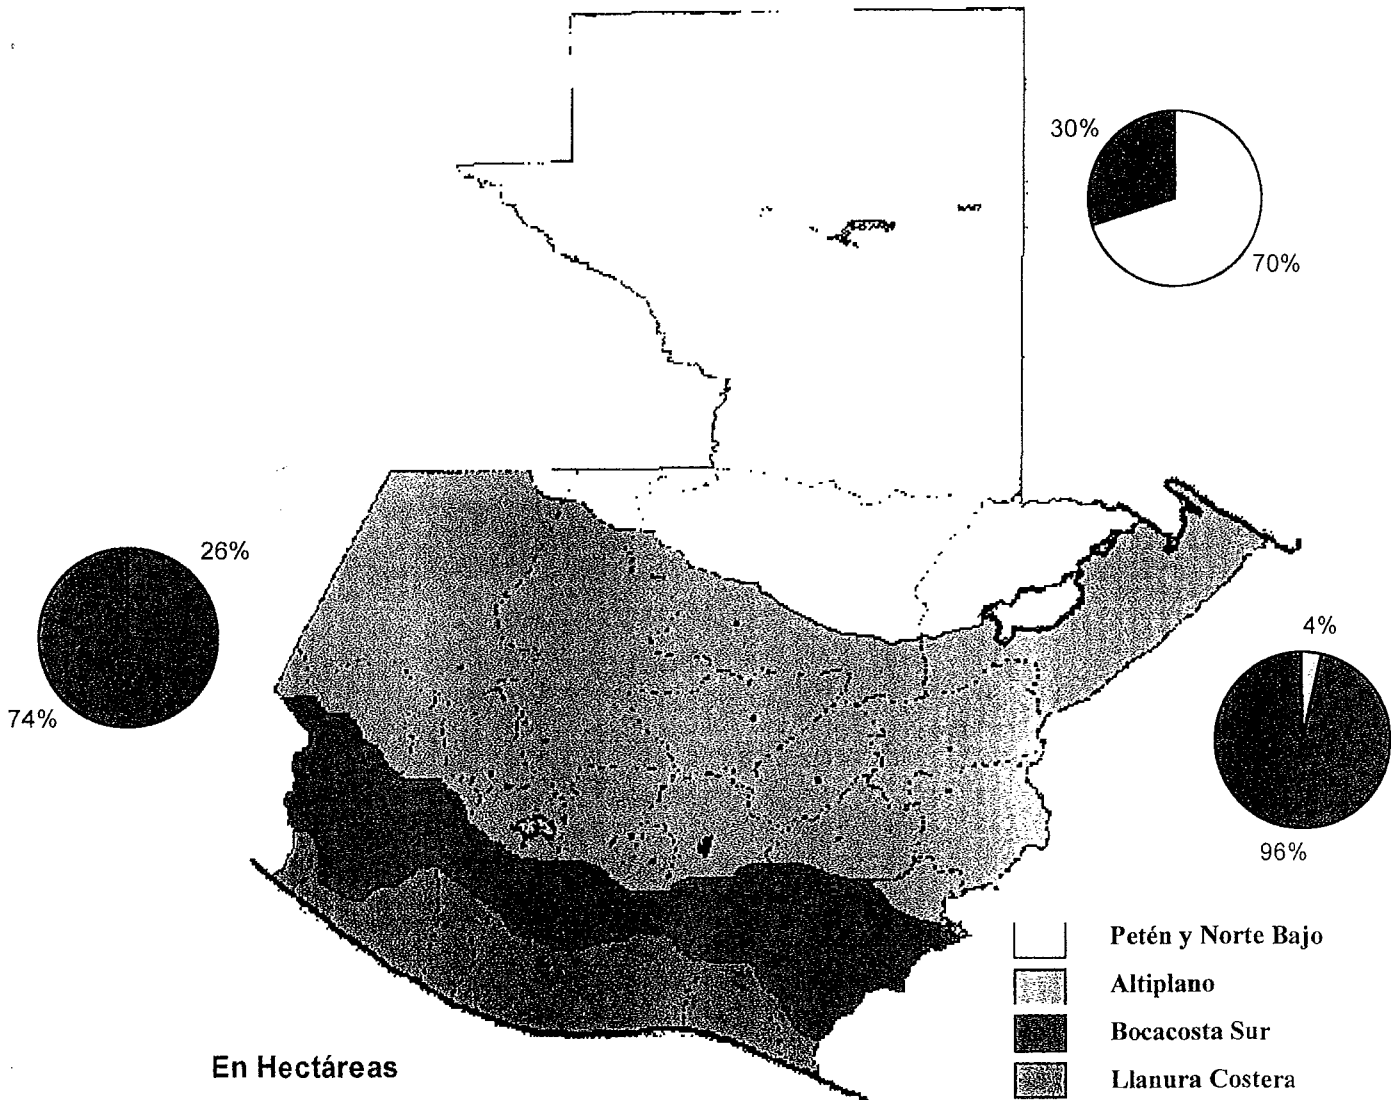 30%
70%
26%
74%
4%
96%
Petén y Norte Bajo
Altiplano
Bocacosta Sur
Llanura Costera
En Hectáreas